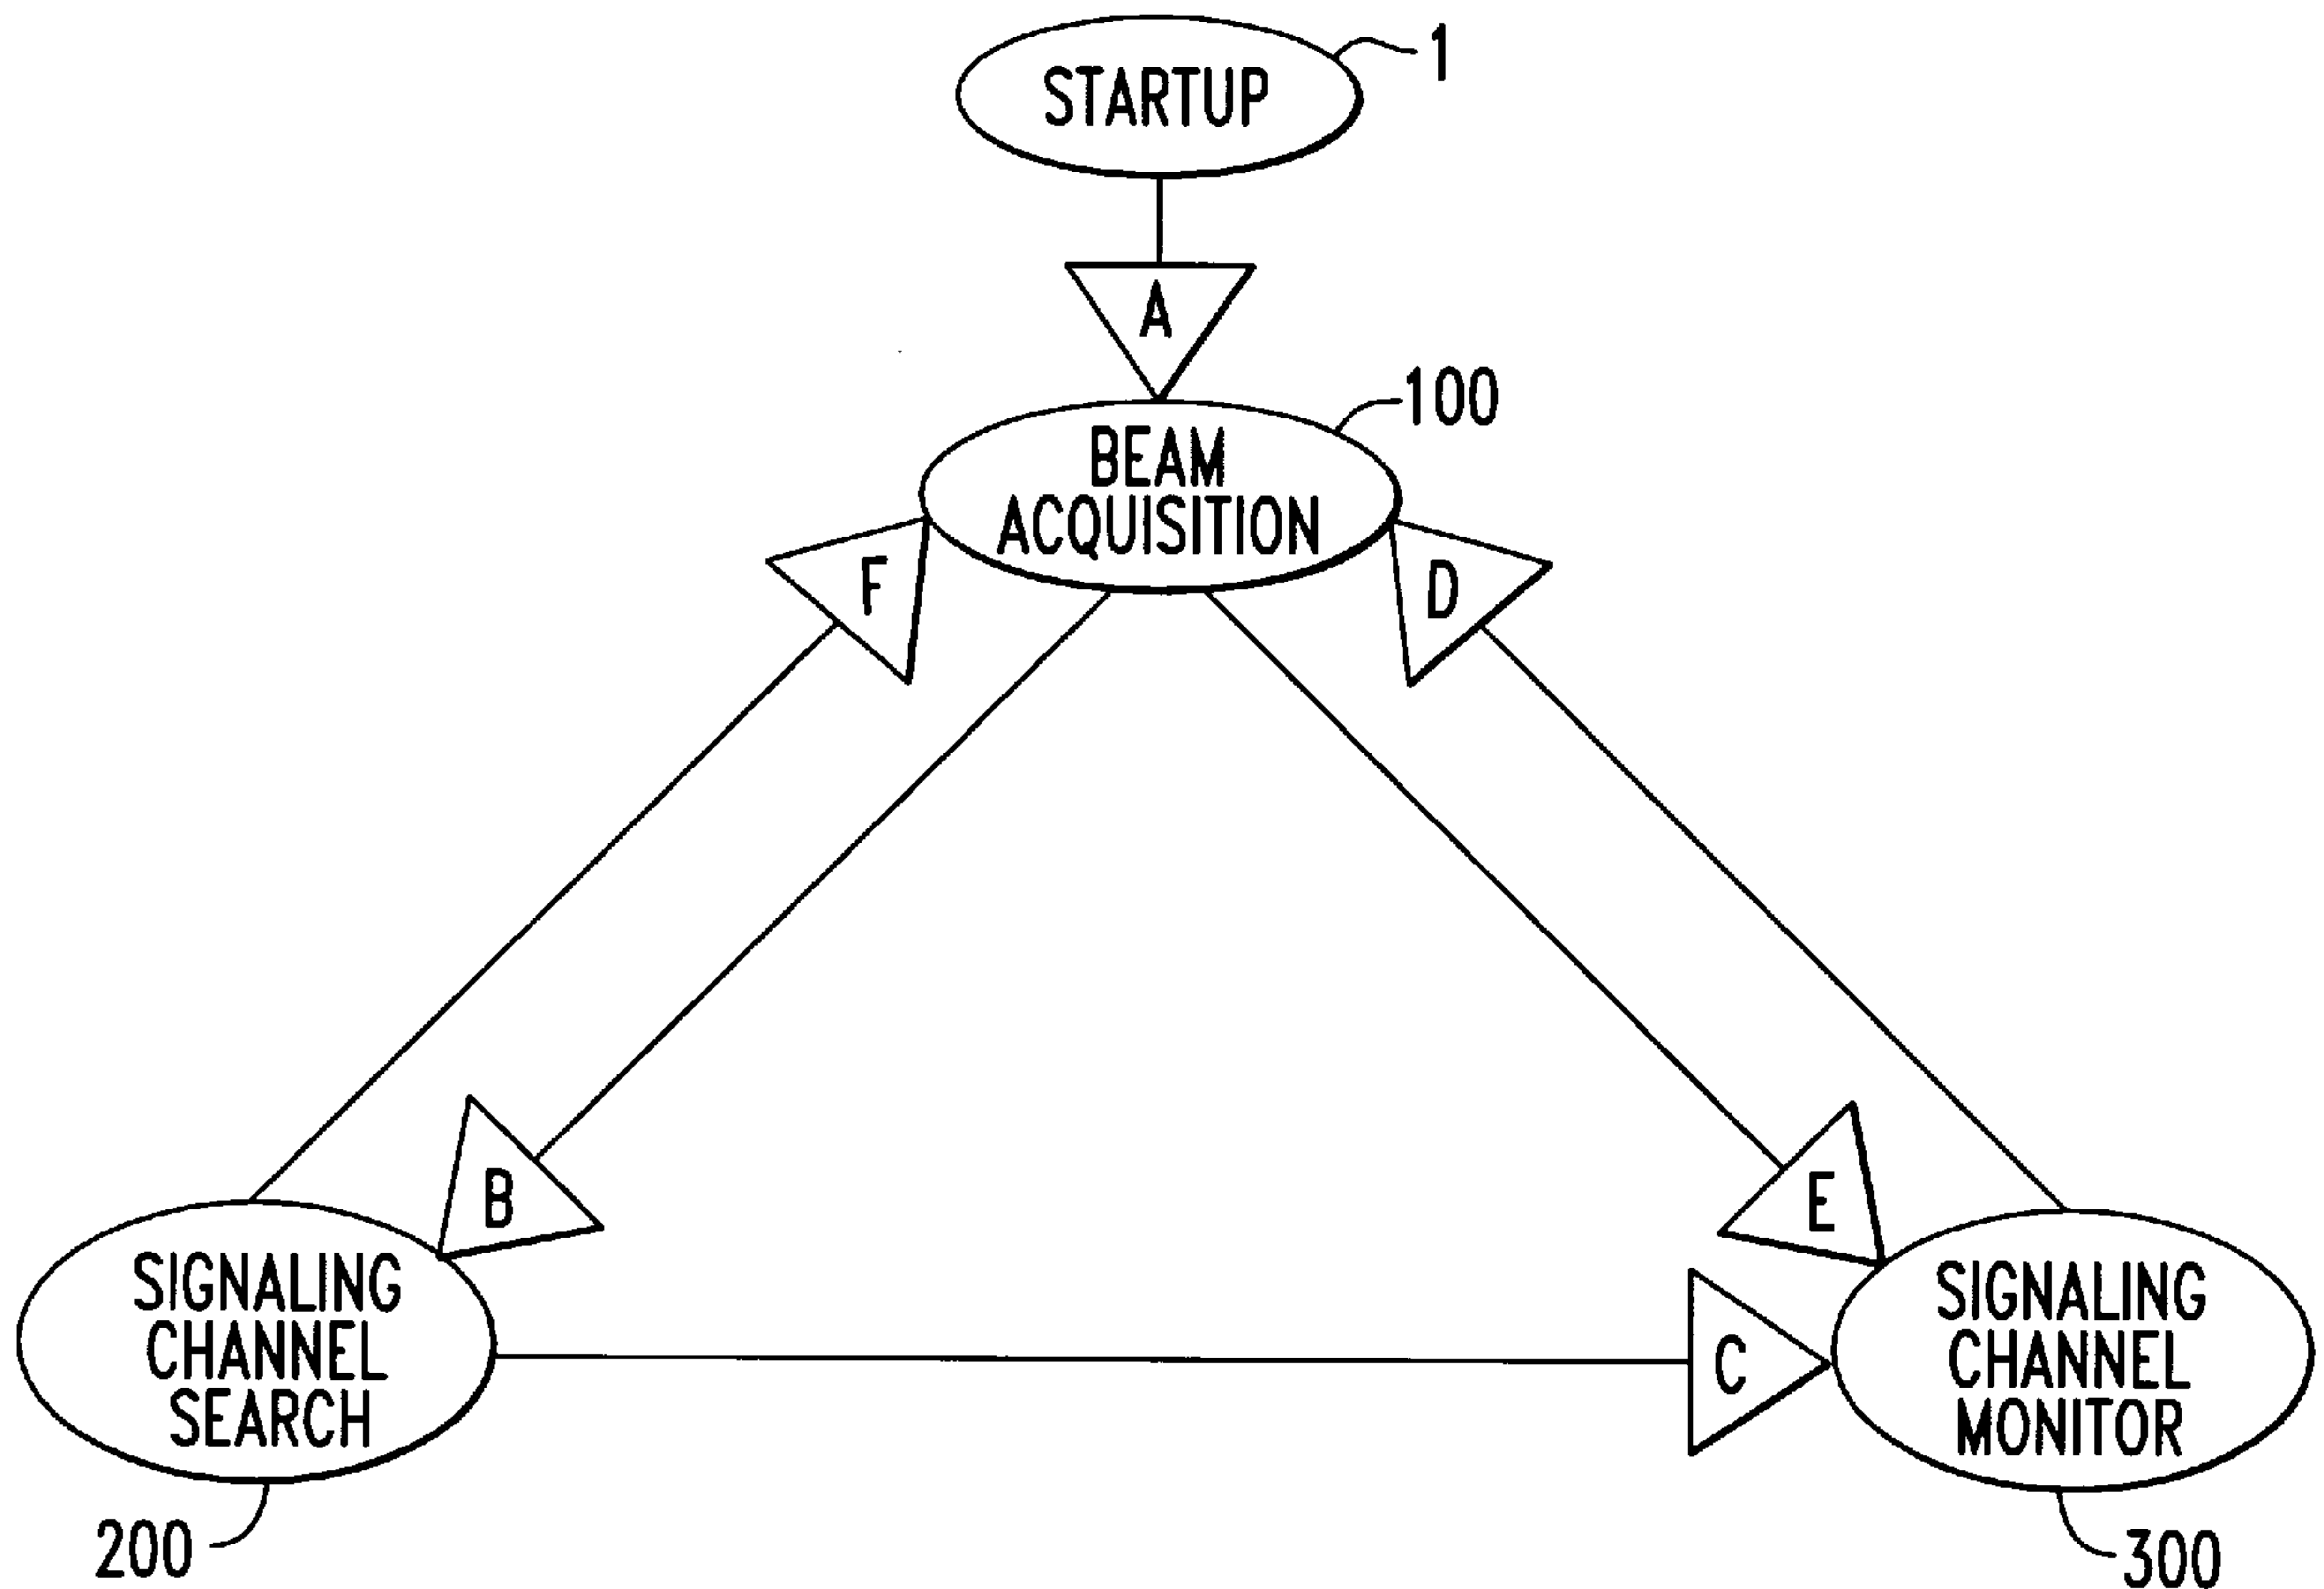 STARTUP
1
A
100
BEAM
ACQUISITION
F
D
B
E
SIGNALING
CHANNEL
SEARCH
C
SIGNALING
CHANNEL
MONITOR
200
300